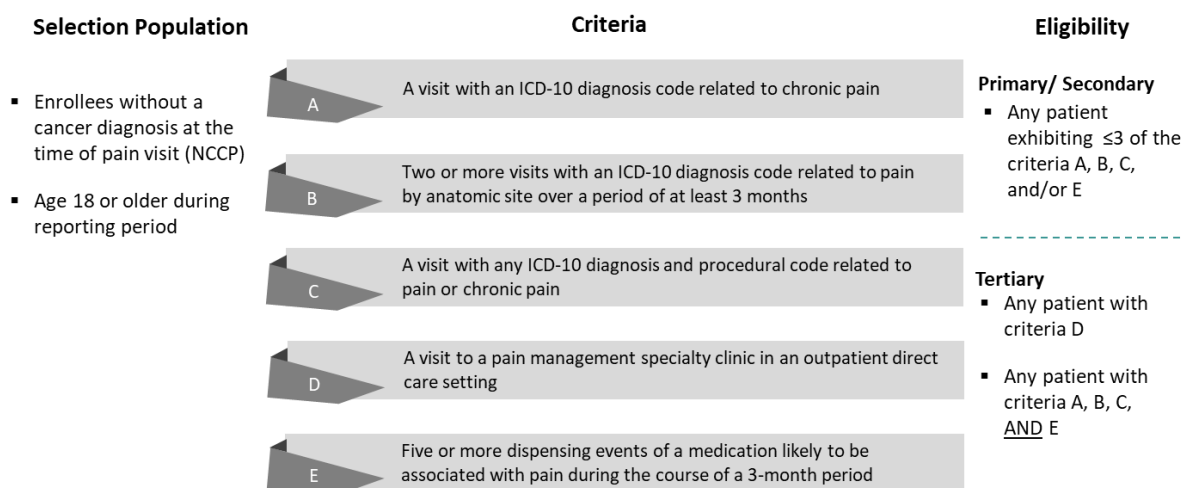 Selection Population
▪ Enrollees without a
cancer diagnosis at the
time of pain visit (NCCP)
▪ Age 18 or older during
reporting period
Criteria
A
A visit with an ICD-10 diagnosis code related to chronic pain
B
Two or more visits with an ICD-10 diagnosis code related to pain
by anatomic site over a period of at least 3 months
C
A visit with any ICD-10 diagnosis and procedural code related to
pain or chronic pain
D
A visit to a pain management specialty clinic in an outpatient direct
care setting
E
Five or more dispensing events of a medication likely to be
associated with pain during the course of a 3-month period
Eligibility
Primary/ Secondary
▪ Any patient
exhibiting ≤3 of the
criteria A, B, C,
and/or E
Tertiary
▪ Any patient with
criteria D
▪ Any patient with
criteria A, B, C,
AND E